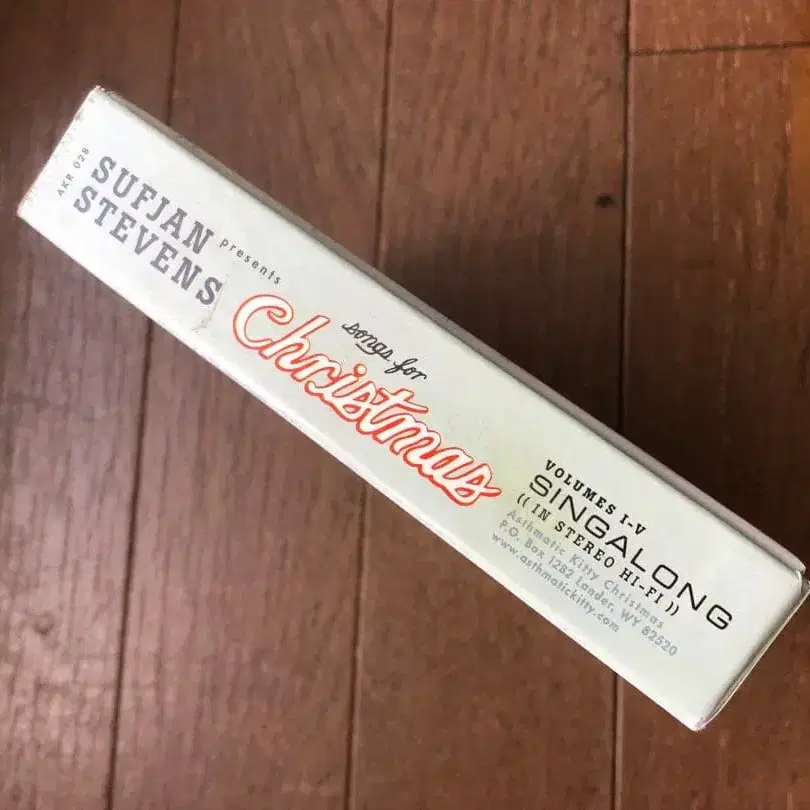 AKR 028
SUFJAN
STEVENS
presents
songs for
Christmas
VOLUMES I-V
SINGALONG
(( IN STEREO HI-FI ))
Asthmatic Kitty Christmas
P.O. Box 1282 Lander, WY 82520
www.asthmatickitty.com